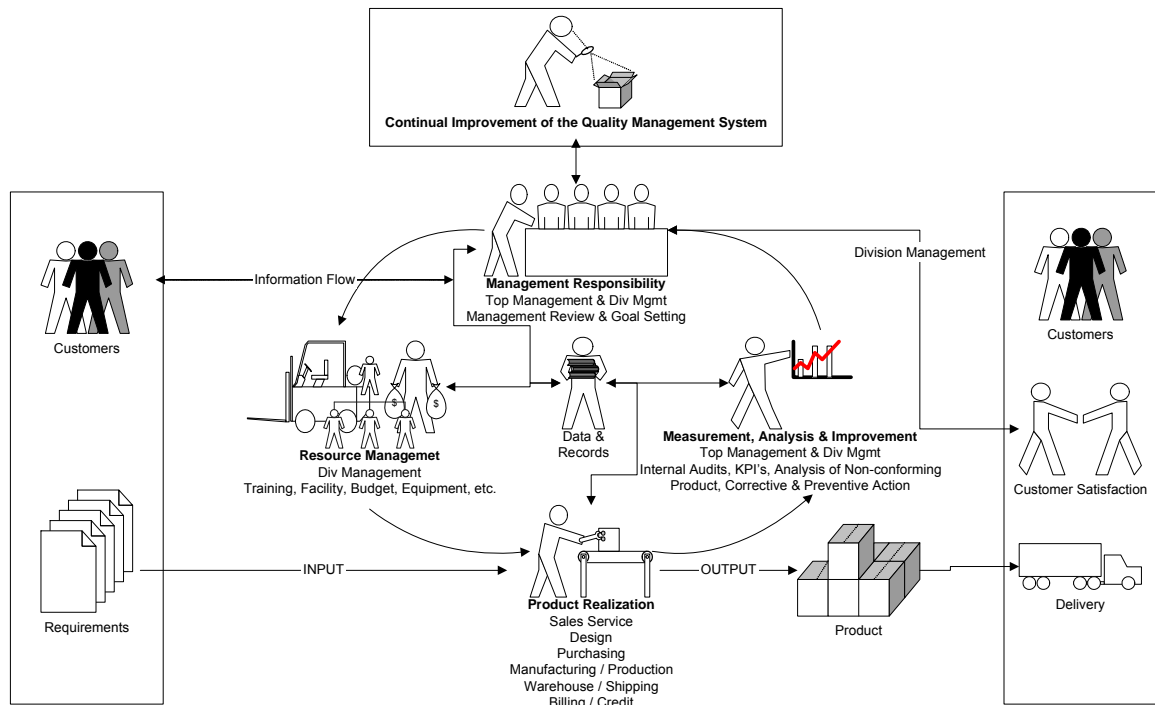 Continual Improvement of the Quality Management System
Management Responsibility
Top Management & Div Mgmt
Management Review & Goal Setting
Information Flow
Division Management
Customers
Customers
$ $
Resource Managemet
Div Management
Training, Facility, Budget, Equipment, etc.
Data &
Records
Measurement, Analysis & Improvement
Top Management & Div Mgmt
Internal Audits, KPI's, Analysis of Non-conforming
Product, Corrective & Preventive Action
Customer Satisfaction
Requirements
INPUT
Product Realization
Sales Service
Design
Purchasing
Manufacturing / Production
Warehouse / Shipping
Billing / Credit
OUTPUT
Product
Delivery